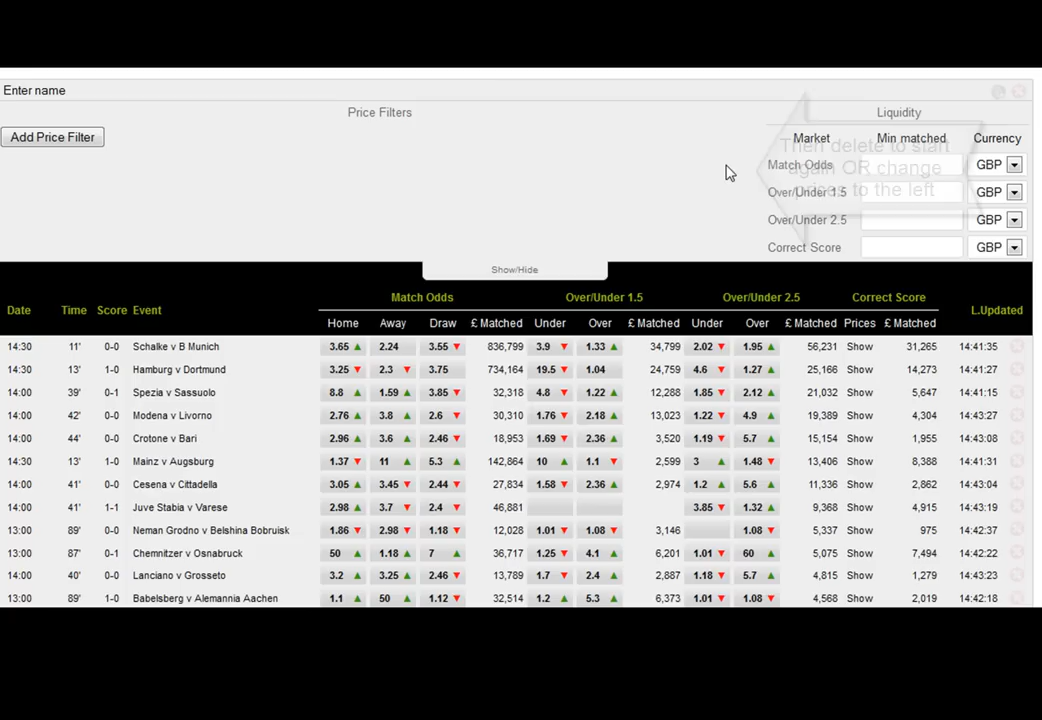 Enter name
Price Filters
Liquidity
Add Price Filter
Market Min matched Currency
Then delete to start
again OR change
prices to the left
Match Odds GBP
Over/Under 1.5 GBP
Over/Under 2.5 GBP
Correct Score GBP
Show/Hide
Match Odds Over/Under 1.5 Over/Under 2.5 Correct Score
Date Time Score Event L.Updated
Home Away Draw £ Matched Under Over £ Matched Under Over £ Matched Prices £ Matched
14:30 11' 0-0 Schalke v B Munich 3.65 2.24 3.55 836,799 3.9 1.33 34,799 2.02 1.95 56,231 Show 31,265 14:41:35
14:30 13' 1-0 Hamburg v Dortmund 3.25 2.3 3.75 734,164 19.5 1.04 24,759 4.6 1.27 25,166 Show 14,273 14:41:27
14:00 39' 0-1 Spezia v Sassuolo 8.8 1.59 3.85 32,318 4.8 1.22 12,288 1.85 2.12 21,032 Show 5,647 14:41:15
14:00 42' 0-0 Modena v Livorno 2.76 3.8 2.6 30,310 1.76 2.18 13,023 1.22 4.9 19,389 Show 4,304 14:43:27
14:00 44' 0-0 Crotone v Bari 2.96 3.6 2.46 18,953 1.69 2.36 3,520 1.19 5.7 15,154 Show 1,955 14:43:08
14:30 13' 1-0 Mainz v Augsburg 1.37 11 5.3 142,864 10 1.1 2,599 3 1.48 13,406 Show 8,388 14:41:31
14:00 41' 0-0 Cesena v Cittadella 3.05 3.45 2.44 27,834 1.58 2.36 2,974 1.2 5.6 11,336 Show 2,862 14:43:04
14:00 41' 1-1 Juve Stabia v Varese 2.98 3.7 2.4 46,881 3.85 1.32 9,368 Show 4,915 14:43:19
13:00 89' 0-0 Neman Grodno v Belshina Bobruisk 1.86 2.98 1.18 12,028 1.01 1.08 3,146 1.08 5,337 Show 975 14:42:37
13:00 87' 0-1 Chemnitzer v Osnabruck 50 1.18 7 36,717 1.25 4.1 6,201 1.01 60 5,075 Show 7,494 14:42:22
14:00 40' 0-0 Lanciano v Grosseto 3.2 3.25 2.46 13,789 1.7 2.4 2,887 1.18 5.7 4,815 Show 1,279 14:43:23
13:00 89' 1-0 Babelsberg v Alemannia Aachen 1.1 50 1.12 32,514 1.2 5.3 6,373 1.01 1.08 4,568 Show 2,019 14:42:18